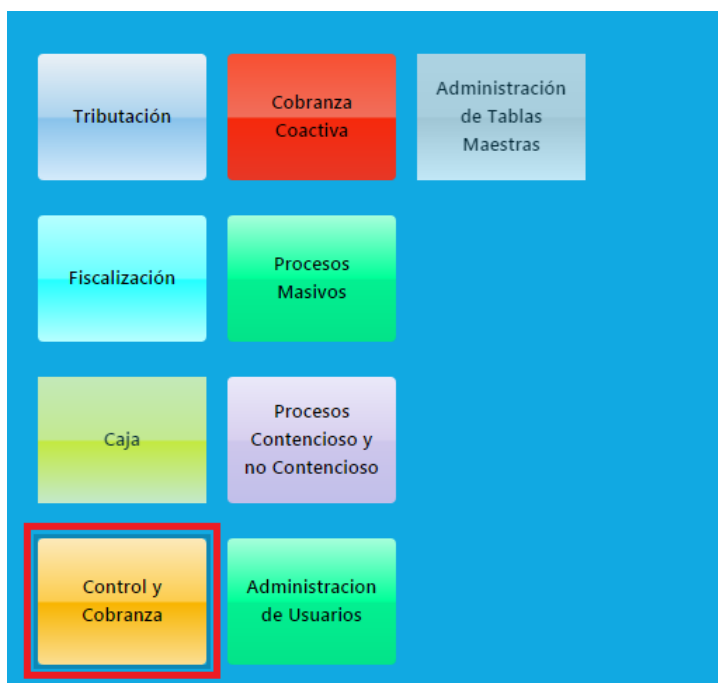 Tributación
Cobranza
Coactiva
Administración
de Tablas
Maestras
Fiscalización
Procesos
Masivos
Caja
Procesos
Contencioso y
no Contencioso
Control y
Cobranza
Administracion
de Usuarios